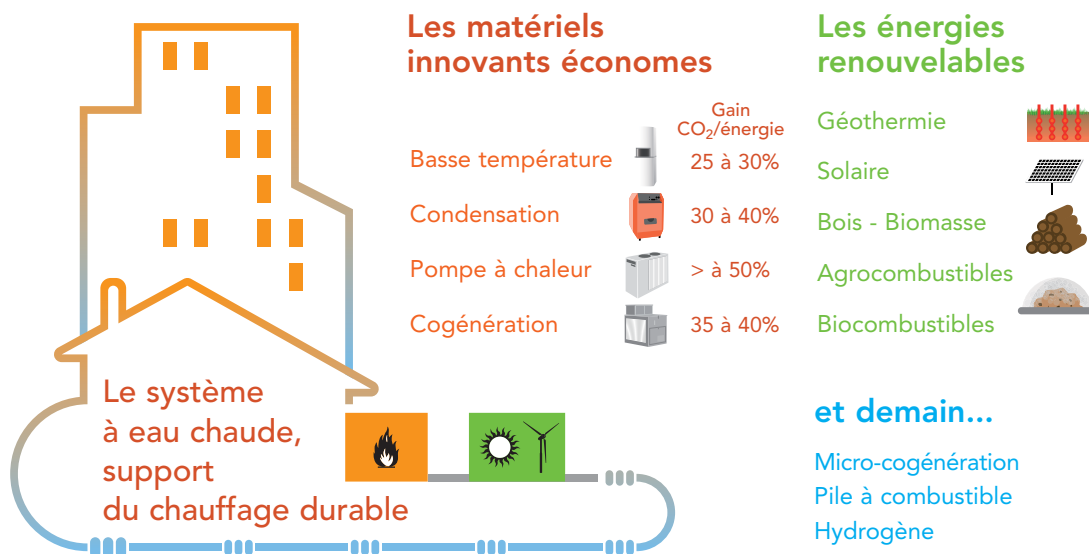 Les matériels
innovants économes
Gain
CO₂/énergie
Basse température 25 à 30%
Condensation 30 à 40%
Pompe à chaleur > à 50%
Cogénération 35 à 40%
Les énergies
renouvelables
Géothermie
Solaire
Bois - Biomasse
Agrocombustibles
Biocombustibles
Le système
à eau chaude,
support
du chauffage durable
et demain...
Micro-cogénération
Pile à combustible
Hydrogène